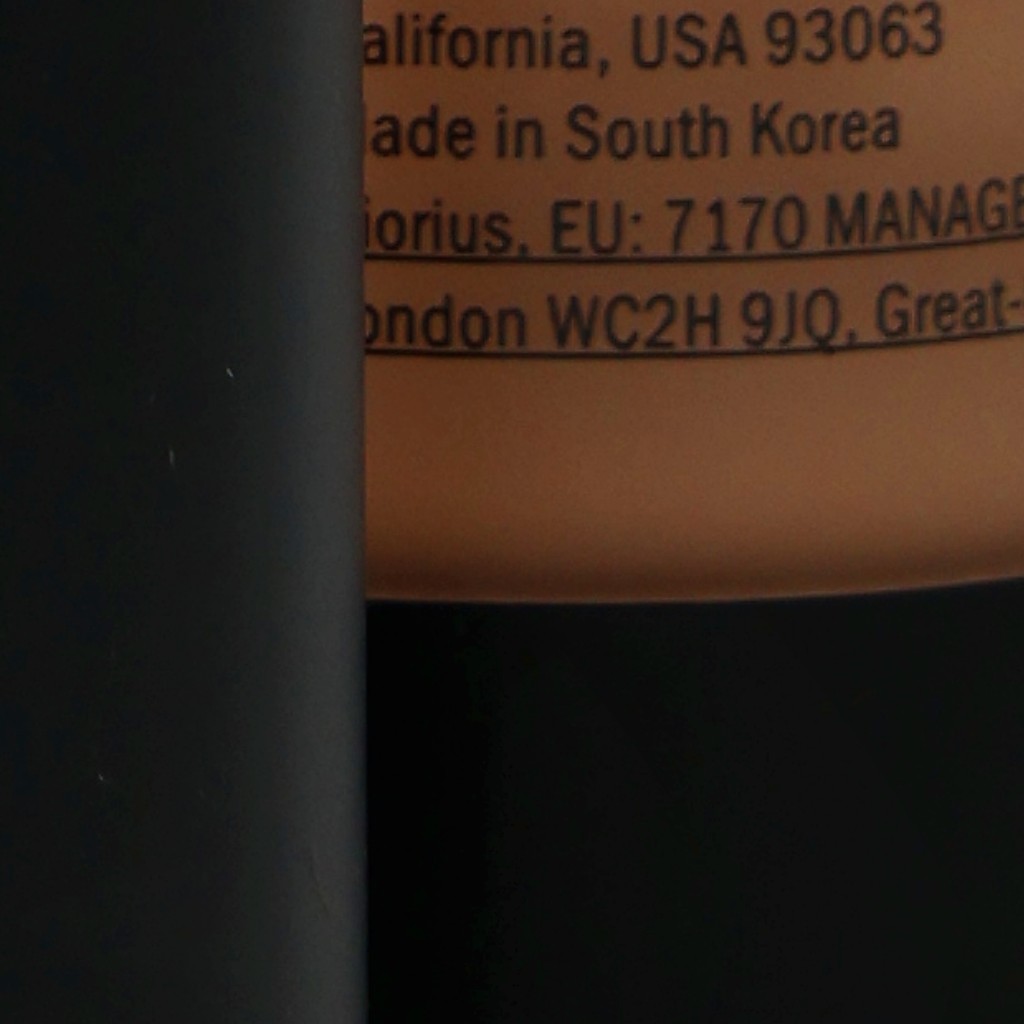 alifornia, USA 93063
ade in South Korea
iorius, EU: 7170 MANAGE
ondon WC2H 9JQ, Great-